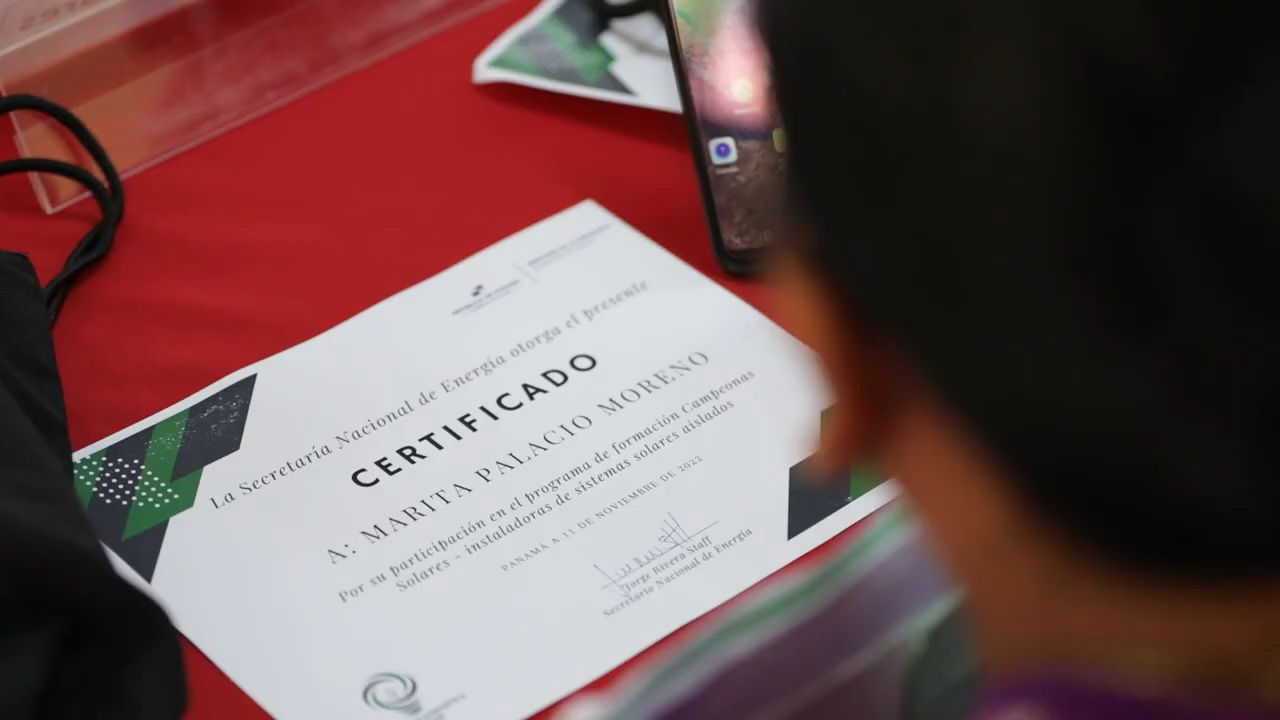 La Secretaría Nacional de Energía otorga el presente
CERTIFICADO
A: MARITA PALACIO MORENO
Por su participación en el programa de formación Campeonas
Solares - instaladoras de sistemas solares aislados
PANAMÁ A 11 DE NOVIEMBRE DE 2022
Jorge Rivera Staff
Secretario Nacional de Energía